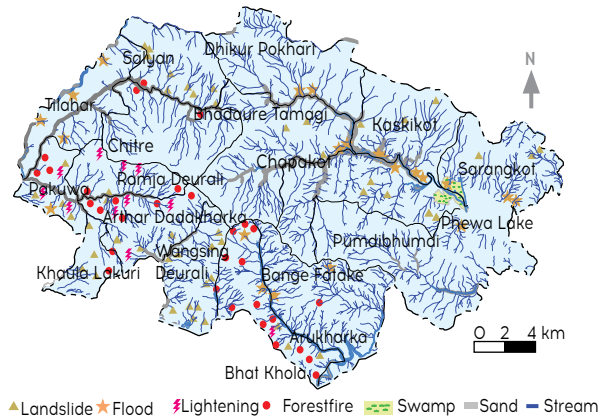 Dhikur Pokhari
Salyan
N
Tilahar
Bhadaure Tamagi
Kaskikot
Chitre
Chapakot
Sarangkot
Ramja Deurali
Pakuwa
Arthar Dadakharka
Phewa Lake
Pumdibhumdi
Wangsing
Deurali
Khaula Lakuri
Bange Fatake
Arukharka
0 2 4 km
Bhat Khola
Landslide Flood Lightening Forestfire Swamp Sand Stream